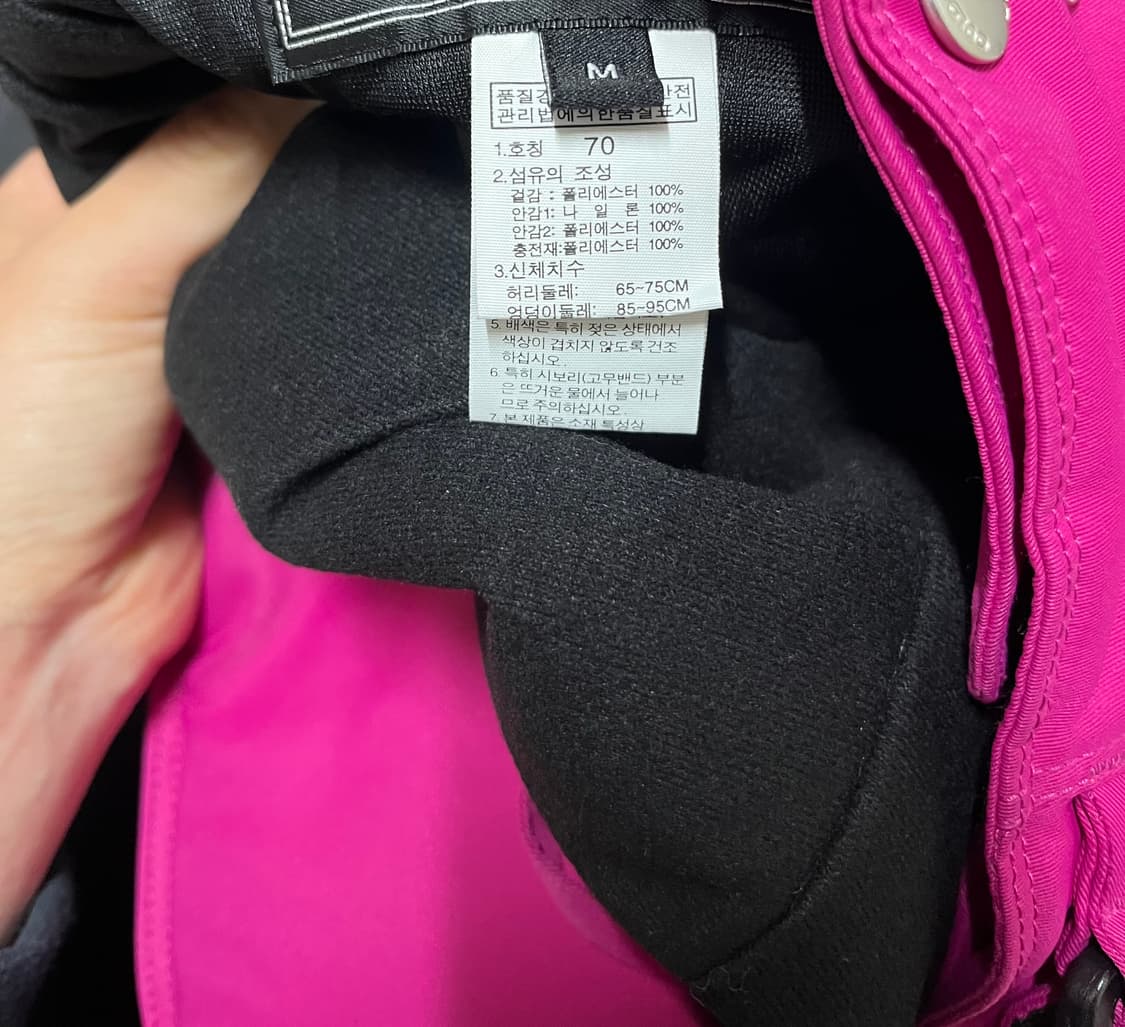 M
품질경 안전
관리법에의한품질표시
1.호칭 70
2.섬유의 조성
겉감 : 폴리에스터 100%
안감1: 나 일 론 100%
안감2: 폴리에스터 100%
충전재:폴리에스터 100%
3.신체치수
허리둘레: 65~75CM
엉덩이둘레: 85~95CM
5. 배색은 특히 젖은 상태에서
색상이 겹치지 않도록 건조
하십시오.
6. 특히 시보리(고무밴드) 부분
은 뜨거운 물에서 늘어나
므로 주의하십시오.
7. 본 제품은 소재 특성상